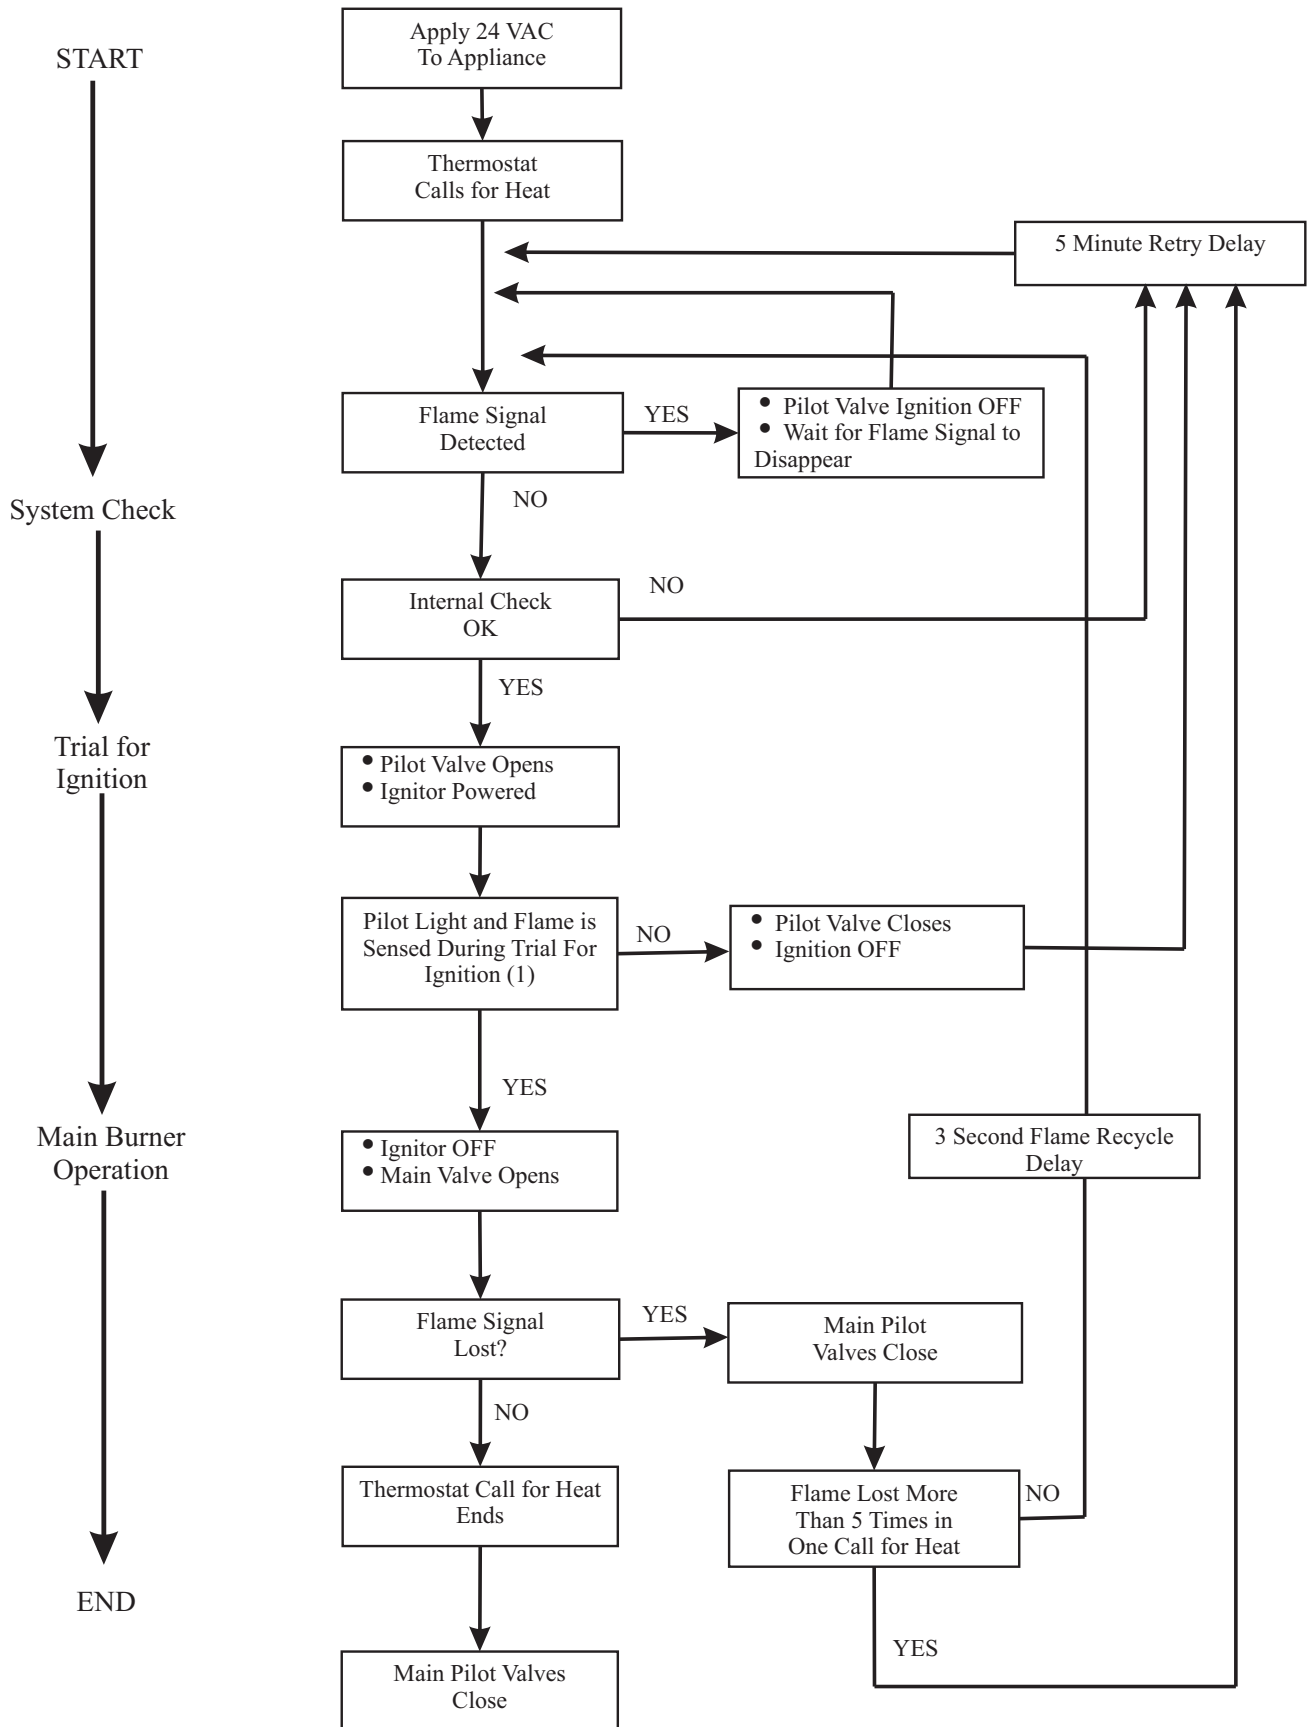 START
System Check
Trial for
Ignition
Main Burner
Operation
END
Apply 24 VAC
To Appliance
Thermostat
Calls for Heat
5 Minute Retry Delay
Flame Signal
Detected
YES
• Pilot Valve Ignition OFF
• Wait for Flame Signal to
Disappear
NO
Internal Check
OK
NO
YES
• Pilot Valve Opens
• Ignitor Powered
Pilot Light and Flame is
Sensed During Trial For
Ignition (1)
NO
• Pilot Valve Closes
• Ignition OFF
YES
• Ignitor OFF
• Main Valve Opens
3 Second Flame Recycle
Delay
Flame Signal
Lost?
YES
Main Pilot
Valves Close
NO
Thermostat Call for Heat
Ends
Flame Lost More
Than 5 Times in
One Call for Heat
NO
YES
Main Pilot Valves
Close